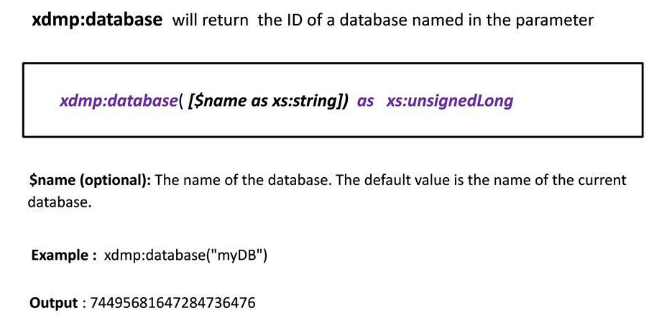 xdmp:database will return the ID of a database named in the parameter
xdmp:database( [$name as xs:string]) as xs:unsignedLong
$name (optional): The name of the database. The default value is the name of the current
database.
Example : xdmp:database("myDB")
Output : 74495681647284736476